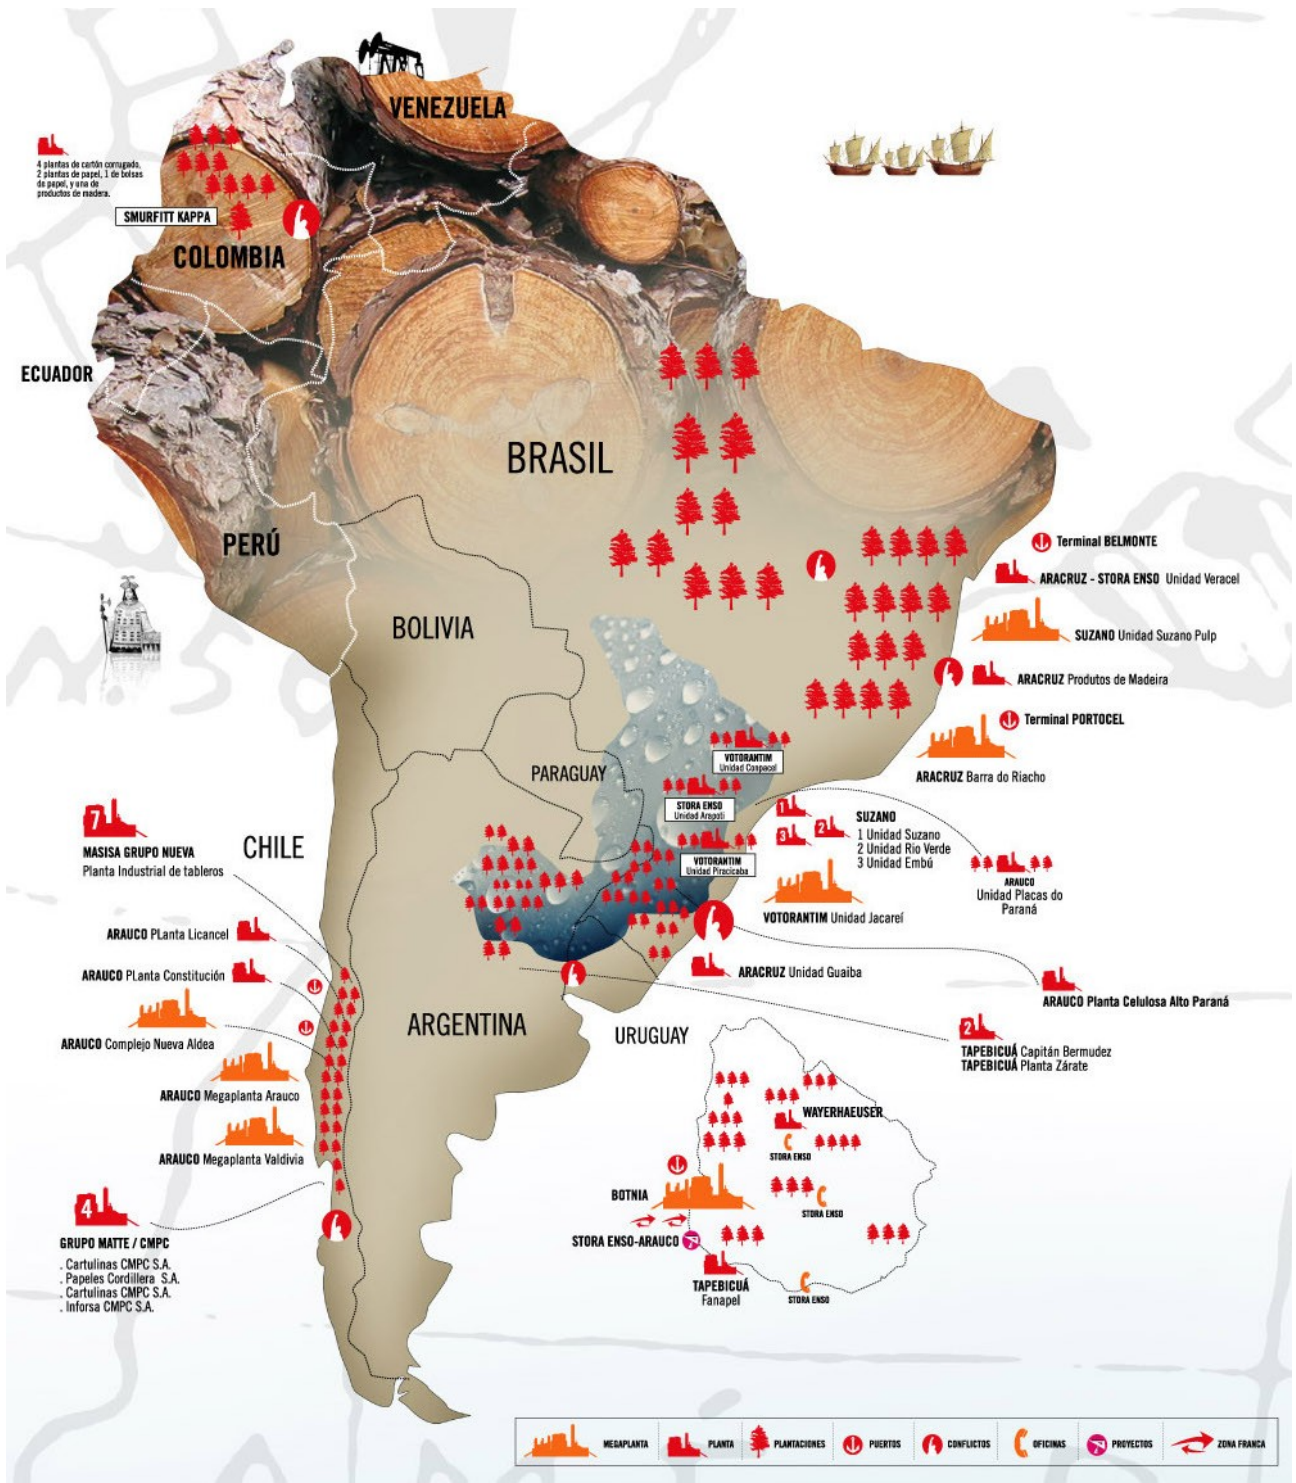 VENEZUELA
4 plantas de cartón corrugado,
2 plantas de papel, 1 de bolsas
de papel, y una de
productos de madera.
SMURFITT KAPPA
COLOMBIA
ECUADOR
BRASIL
PERÚ
BOLIVIA
Terminal BELMONTE
ARACRUZ - STORA ENSO Unidad Veracel
SUZANO Unidad Suzano Pulp
ARACRUZ Produtos de Madeira
Terminal PORTOCEL
ARACRUZ Barra do Riacho
PARAGUAY
VOTORANTIM
Unidad Conpacel
STORA ENSO
Unidad Arapoti
VOTORANTIM
Unidad Piracicaba
1
2
3
SUZANO
1 Unidad Suzano
2 Unidad Rio Verde
3 Unidad Embú
VOTORANTIM Unidad Jacareí
ARAUCO
Unidad Placas do
Paraná
ARACRUZ Unidad Guaiba
ARAUCO Planta Celulosa Alto Paraná
2
TAPEBICUÁ Capitán Bermudez
TAPEBICUÁ Planta Zárate
7
MASISA GRUPO NUEVA
Planta Industrial de tableros
CHILE
ARAUCO PLanta Licancel
ARAUCO PLanta Constitución
ARAUCO Complejo Nueva Aldea
ARAUCO Megaplanta Arauco
ARAUCO Megaplanta Valdivia
4
GRUPO MATTE / CMPC
. Cartulinas CMPC S.A.
. Papeles Cordillera S.A.
. Cartulinas CMPC S.A.
. Inforsa CMPC S.A.
ARGENTINA
URUGUAY
WAYERHAEUSER
STORA ENSO
BOTNIA
STORA ENSO
STORA ENSO-ARAUCO
TAPEBICUÁ
Fanapel
STORA ENSO
MEGAPLANTA
PLANTA
PLANTACIONES
PUERTOS
CONFLICTOS
OFICINAS
PROYECTOS
ZONA FRANCA